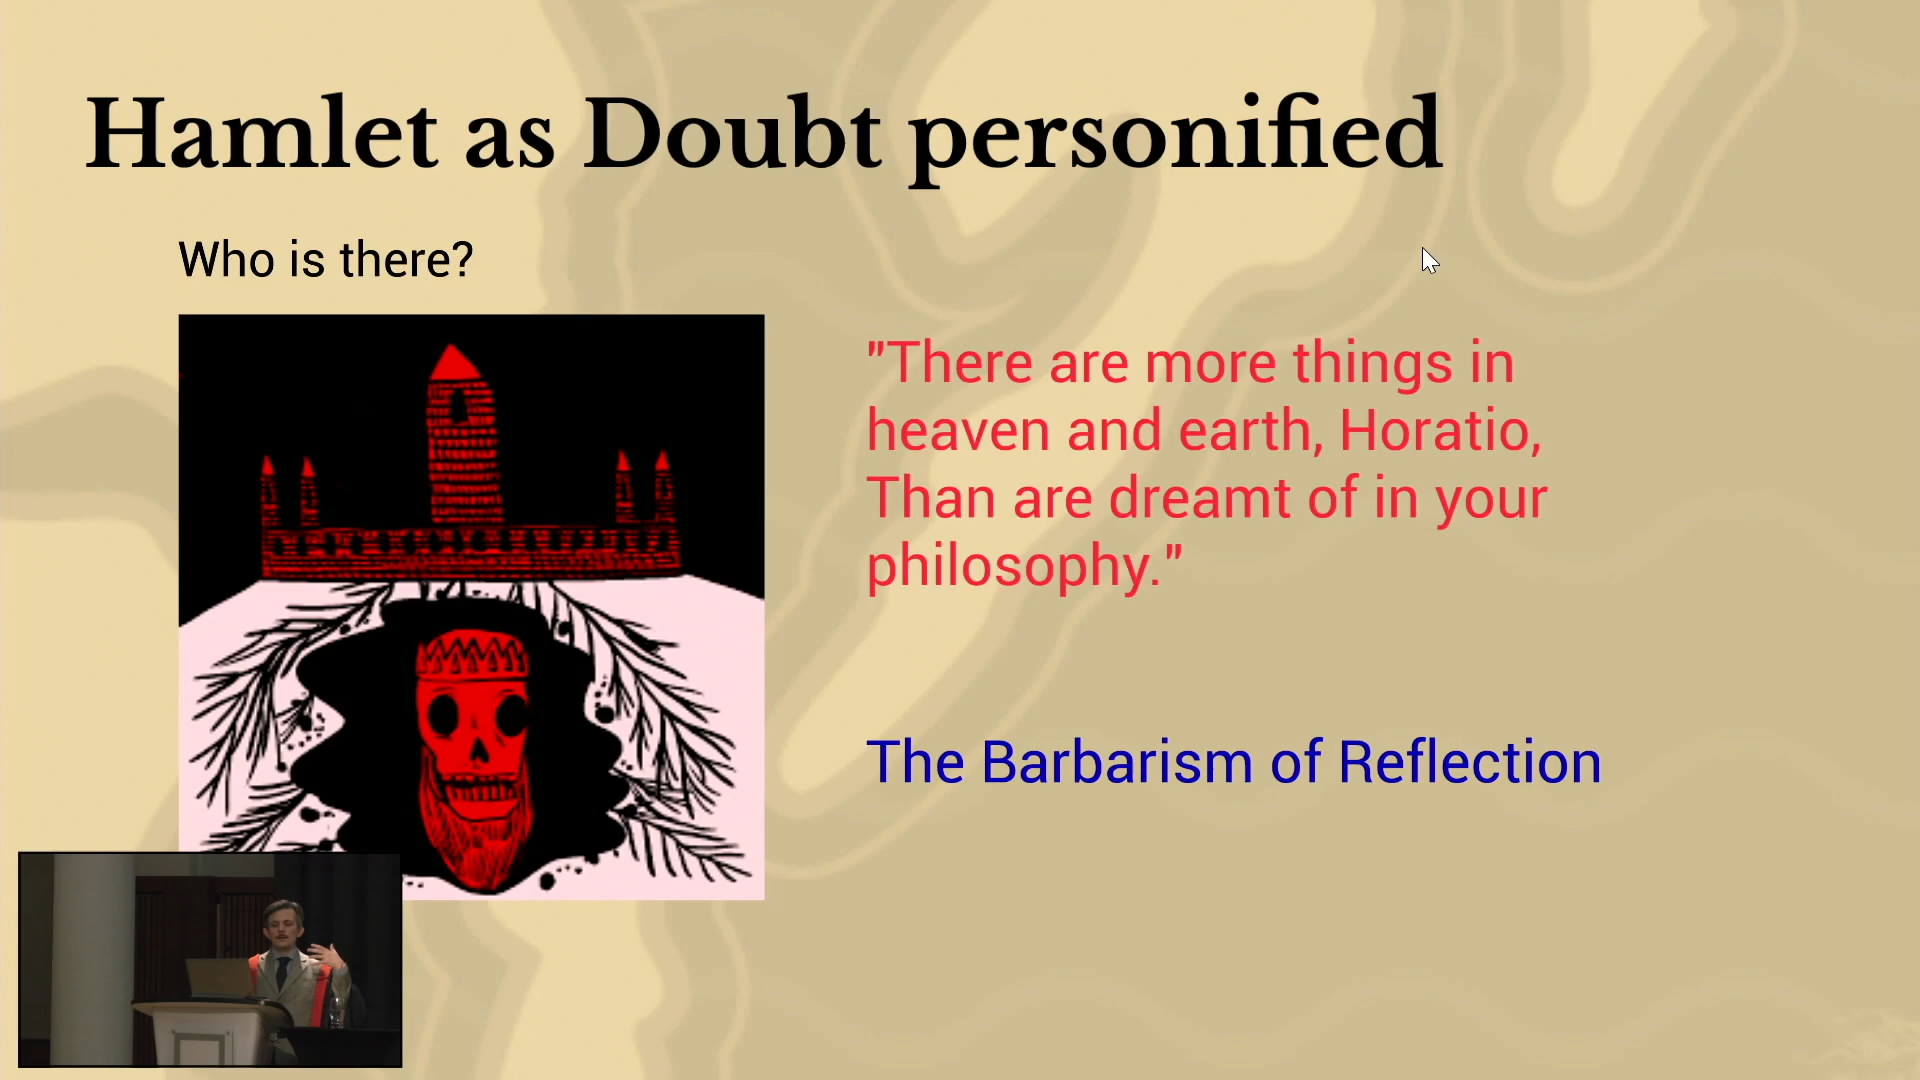 Hamlet as Doubt personified
Who is there?
"There are more things in
heaven and earth, Horatio,
Than are dreamt of in your
philosophy."
The Barbarism of Reflection